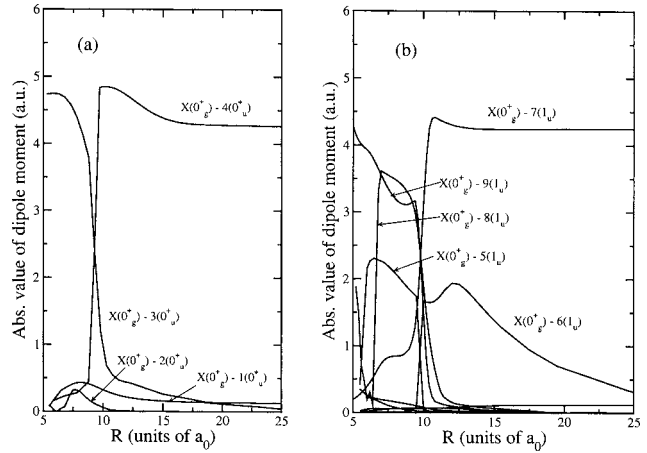 (a)
Abs. value of dipole moment (a.u.)
6
5
4
3
2
1
0
X(0⁺g) - 4(0⁺u)
X(0⁺g) - 3(0⁺u)
X(0⁺g) - 2(0⁺u)
X(0⁺g) - 1(0⁺u)
5 10 15 20 25
R (units of a₀)
(b)
Abs. value of dipole moment (a.u.)
6
5
4
3
2
1
0
X(0⁺g) - 7(1u)
X(0⁺g) - 9(1u)
X(0⁺g) - 8(1u)
X(0⁺g) - 5(1u)
X(0⁺g) - 6(1u)
5 10 15 20 25
R (units of a₀)